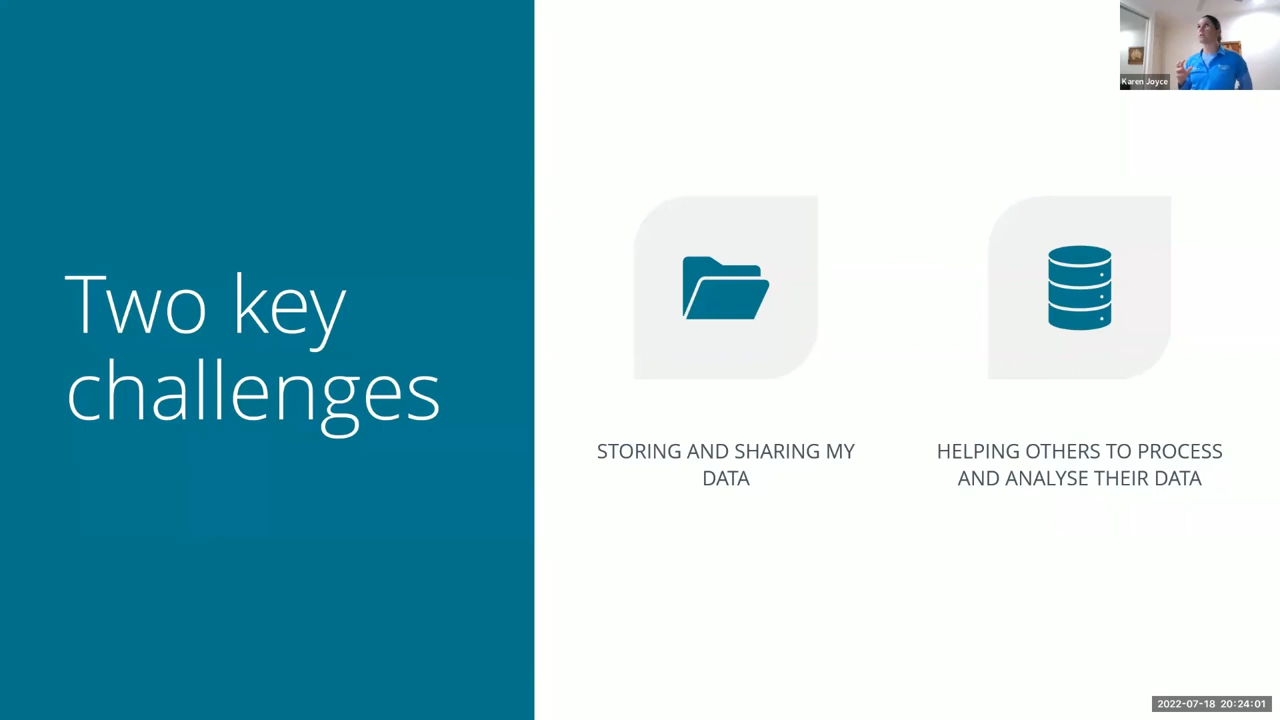 Karen Joyce
Two key
challenges
STORING AND SHARING MY
DATA
HELPING OTHERS TO PROCESS
AND ANALYSE THEIR DATA
2022-07-18 20:24:01